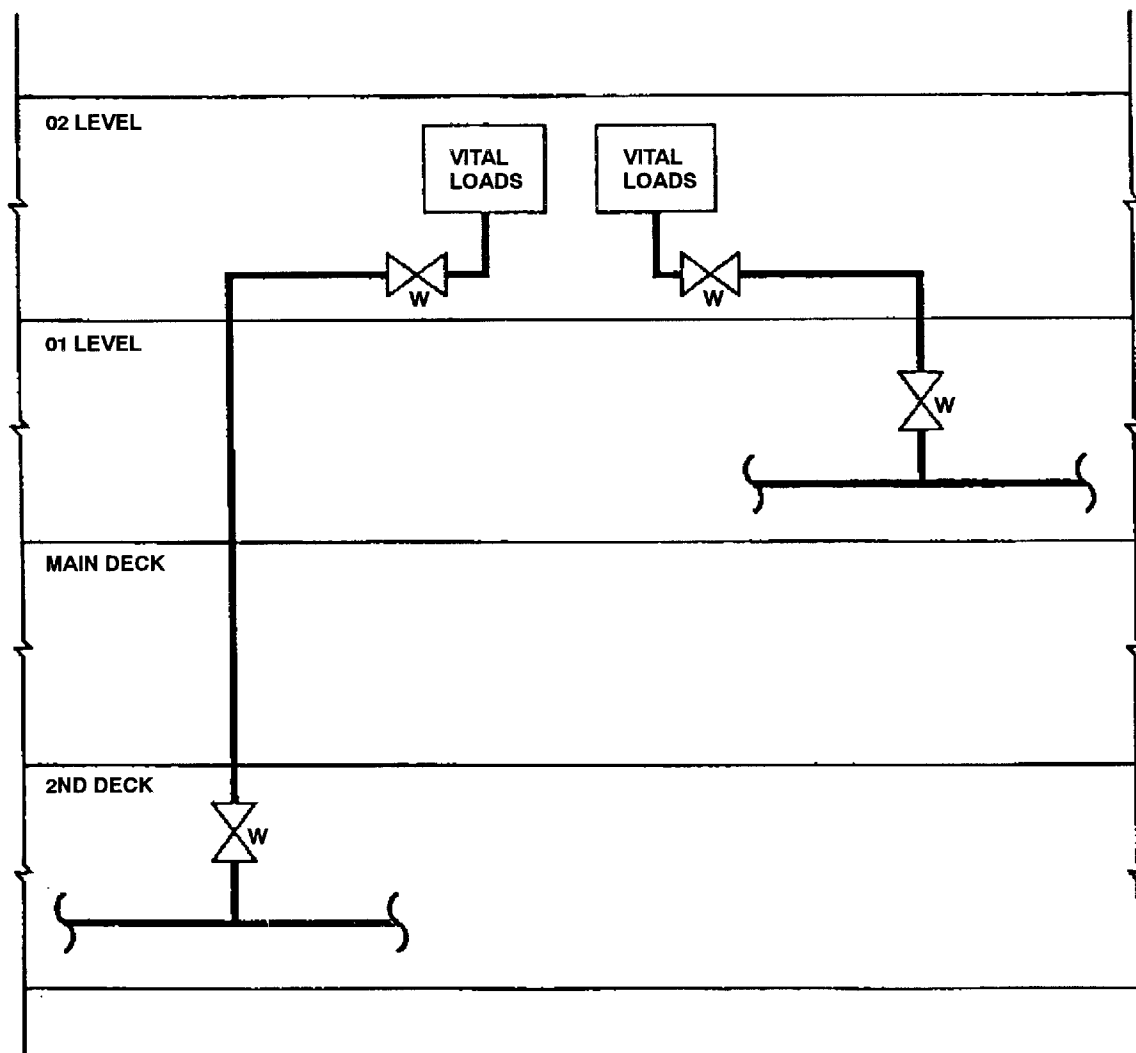 02 LEVEL
VITAL
LOADS
VITAL
LOADS
W
W
01 LEVEL
W
MAIN DECK
2ND DECK
W